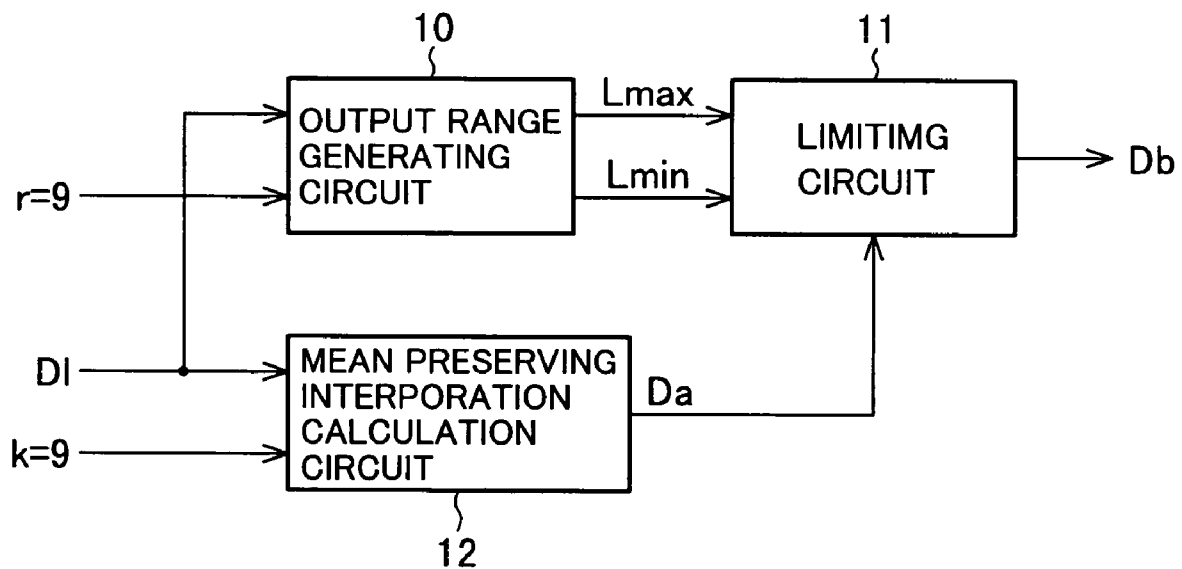 10
11
OUTPUT RANGE
GENERATING
CIRCUIT
Lmax
Lmin
LIMITIMG
CIRCUIT
Db
r=9
DI
k=9
MEAN PRESERVING
INTERPORATION
CALCULATION
CIRCUIT
Da
12